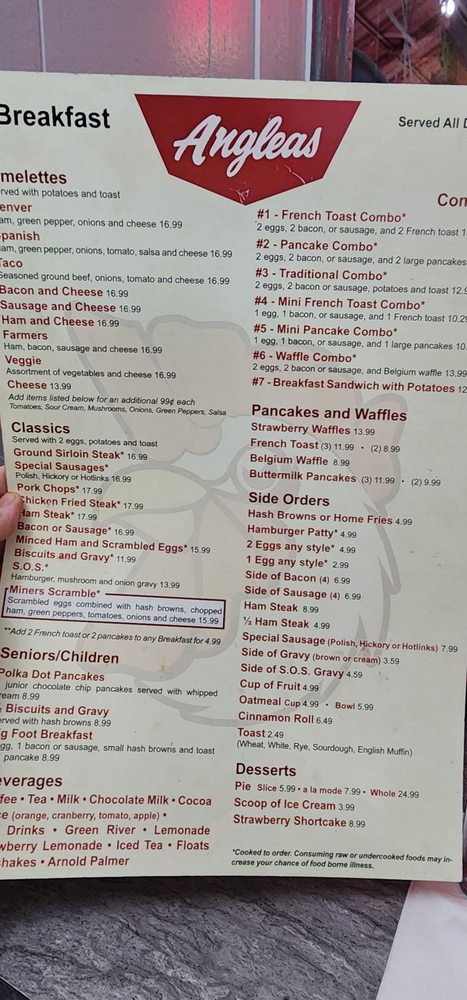 Breakfast
Angleas
Served All
melettes
rved with potatoes and toast
enver
am, green pepper, onions and cheese 16.99
panish
am, green pepper, onions, tomato, salsa and cheese 16.99
Taco
Seasoned ground beef, onions, tomato and cheese 16.99
Bacon and Cheese 16.99
Sausage and Cheese 16.99
Ham and Cheese 16.99
Farmers
Ham, bacon, sausage and cheese 16.99
Veggie
Assortment of vegetables and cheese 16.99
Cheese 13.99
Add items listed below for an additional 99¢ each
Tomatoes, Sour Cream, Mushrooms, Onions, Green Peppers, Salsa
Classics
Served with 2 eggs, potatoes and toast
Ground Sirloin Steak* 16.99
Special Sausages*
Polish, Hickory or Hotlinks 16.99
Pork Chops* 17.99
Chicken Fried Steak* 17.99
Ham Steak* 17.99
Bacon or Sausage* 16.99
Minced Ham and Scrambled Eggs* 15.99
Biscuits and Gravy* 11.99
S.O.S.*
Hamburger, mushroom and onion gravy 13.99
Miners Scramble*
Scrambled eggs combined with hash browns, chopped
ham, green peppers, tomatoes, onions and cheese 15.99
**Add 2 French toast or 2 pancakes to any Breakfast for 4.99
Seniors/Children
Polka Dot Pancakes
junior chocolate chip pancakes served with whipped
ream 8.99
Biscuits and Gravy
rved with hash browns 8.99
g Foot Breakfast
gg, 1 bacon or sausage, small hash browns and toast
pancake 8.99
everages
ffee • Tea • Milk • Chocolate Milk • Cocoa
ce (orange, cranberry, tomato, apple) •
Drinks • Green River • Lemonade
wberry Lemonade • Iced Tea • Floats
shakes • Arnold Palmer
Com
#1 - French Toast Combo*
2 eggs, 2 bacon, or sausage, and 2 French toast 1
#2 - Pancake Combo*
2 eggs, 2 bacon, or sausage, and 2 large pancakes
#3 - Traditional Combo*
2 eggs, 2 bacon or sausage, potatoes and toast 12.9
#4 - Mini French Toast Combo*
1 egg, 1 bacon, or sausage, and 1 French toast 10.29
#5 - Mini Pancake Combo*
1 egg, 1 bacon, or sausage, and 1 large pancakes 10.
#6 - Waffle Combo*
2 eggs, 2 bacon or sausage, and Belgium waffle 13.99
#7 - Breakfast Sandwich with Potatoes 12
Pancakes and Waffles
Strawberry Waffles 13.99
French Toast (3) 11.99 • (2) 8.99
Belgium Waffle 8.99
Buttermilk Pancakes (3) 11.99 • (2) 9.99
Side Orders
Hash Browns or Home Fries 4.99
Hamburger Patty* 4.99
2 Eggs any style* 4.99
1 Egg any style* 2.99
Side of Bacon (4) 6.99
Side of Sausage (4) 6.99
Ham Steak 8.99
½ Ham Steak 4.99
Special Sausage (Polish, Hickory or Hotlinks) 7.99
Side of Gravy (brown or cream) 3.59
Side of S.O.S. Gravy 4.59
Cup of Fruit 4.99
Oatmeal Cup 4.99 • Bowl 5.99
Cinnamon Roll 6.49
Toast 2.49
(Wheat, White, Rye, Sourdough, English Muffin)
Desserts
Pie Slice 5.99 • a la mode 7.99 • Whole 24.99
Scoop of Ice Cream 3.99
Strawberry Shortcake 8.99
*Cooked to order. Consuming raw or undercooked foods may in-
crease your chance of food borne illness.